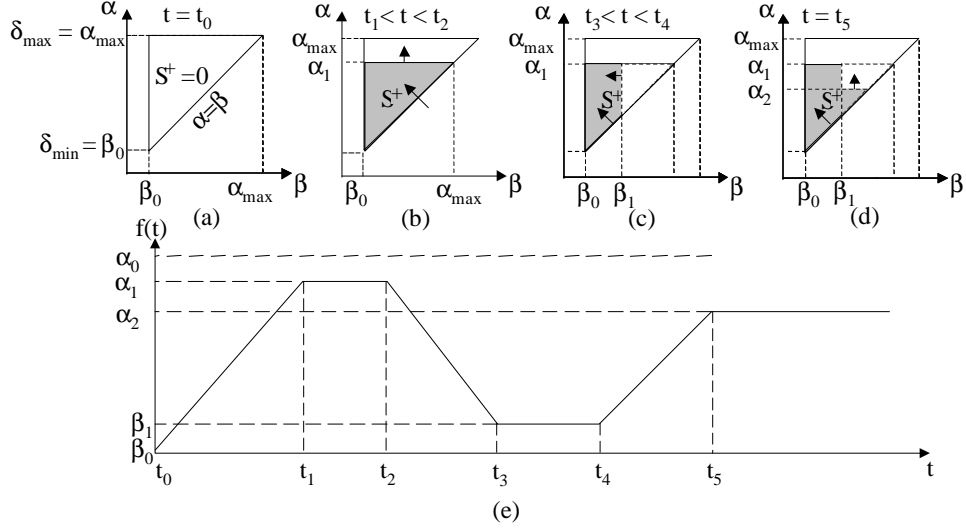 α t = t₀
δmax = αmax
S⁺=0
α=β
δmin = β₀
β₀ αmax β
(a)
α t₁ < t < t₂
αmax
α₁
S⁺
αmax β
(b)
α t₃ < t < t₄
αmax
α₁
S⁺
β₀ β₁ β
(c)
α t = t₅
αmax
α₁
α₂
S⁺
β₀ β₁ β
(d)
f(t)
α₀
α₁
α₂
β₁
β₀
t₀ t₁ t₂ t₃ t₄ t₅ t
(e)